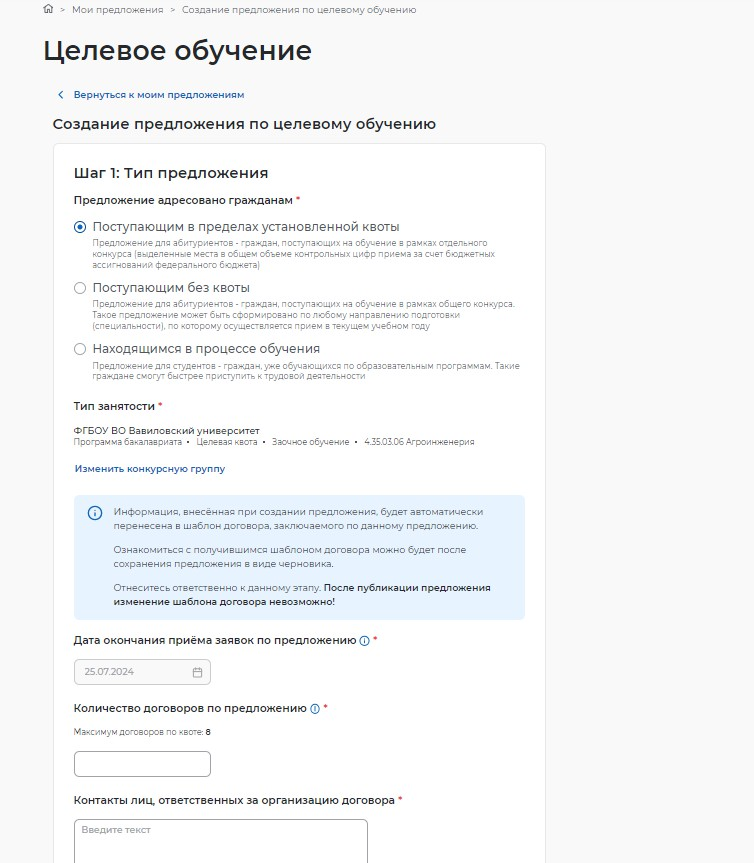 > Мои предложения > Создание предложения по целевому обучению
Целевое обучение
Вернуться к моим предложениям
Создание предложения по целевому обучению
Шаг 1: Тип предложения
Предложение адресовано гражданам *
Поступающим в пределах установленной квоты
Предложение для абитуриентов - граждан, поступающих на обучение в рамках отдельного
конкурса (выделенные места в общем объеме контрольных цифр приема за счет бюджетных
ассигнований федерального бюджета)
Поступающим без квоты
Предложение для абитуриентов - граждан, поступающих на обучение в рамках общего конкурса.
Такое предложение может быть сформировано по любому направлению подготовки
(специальности), по которому осуществляется прием в текущем учебном году
Находящимся в процессе обучения
Предложение для студентов - граждан, уже обучающихся по образовательным программам. Такие
граждане смогут быстрее приступить к трудовой деятельности
Тип занятости *
ФГБОУ ВО Вавиловский университет
Программа бакалавриата • Целевая квота • Заочное обучение • 4.35.03.06 Агроинженерия
Изменить конкурсную группу
Информация, внесённая при создании предложения, будет автоматически
перенесена в шаблон договора, заключаемого по данному предложению.
Ознакомиться с получившимся шаблоном договора можно будет после
сохранения предложения в виде черновика.
Отнеситесь ответственно к данному этапу. После публикации предложения
изменение шаблона договора невозможно!
Дата окончания приёма заявок по предложению *
25.07.2024
Количество договоров по предложению *
Максимум договоров по квоте: 8
Контакты лиц, ответственных за организацию договора *
Введите текст